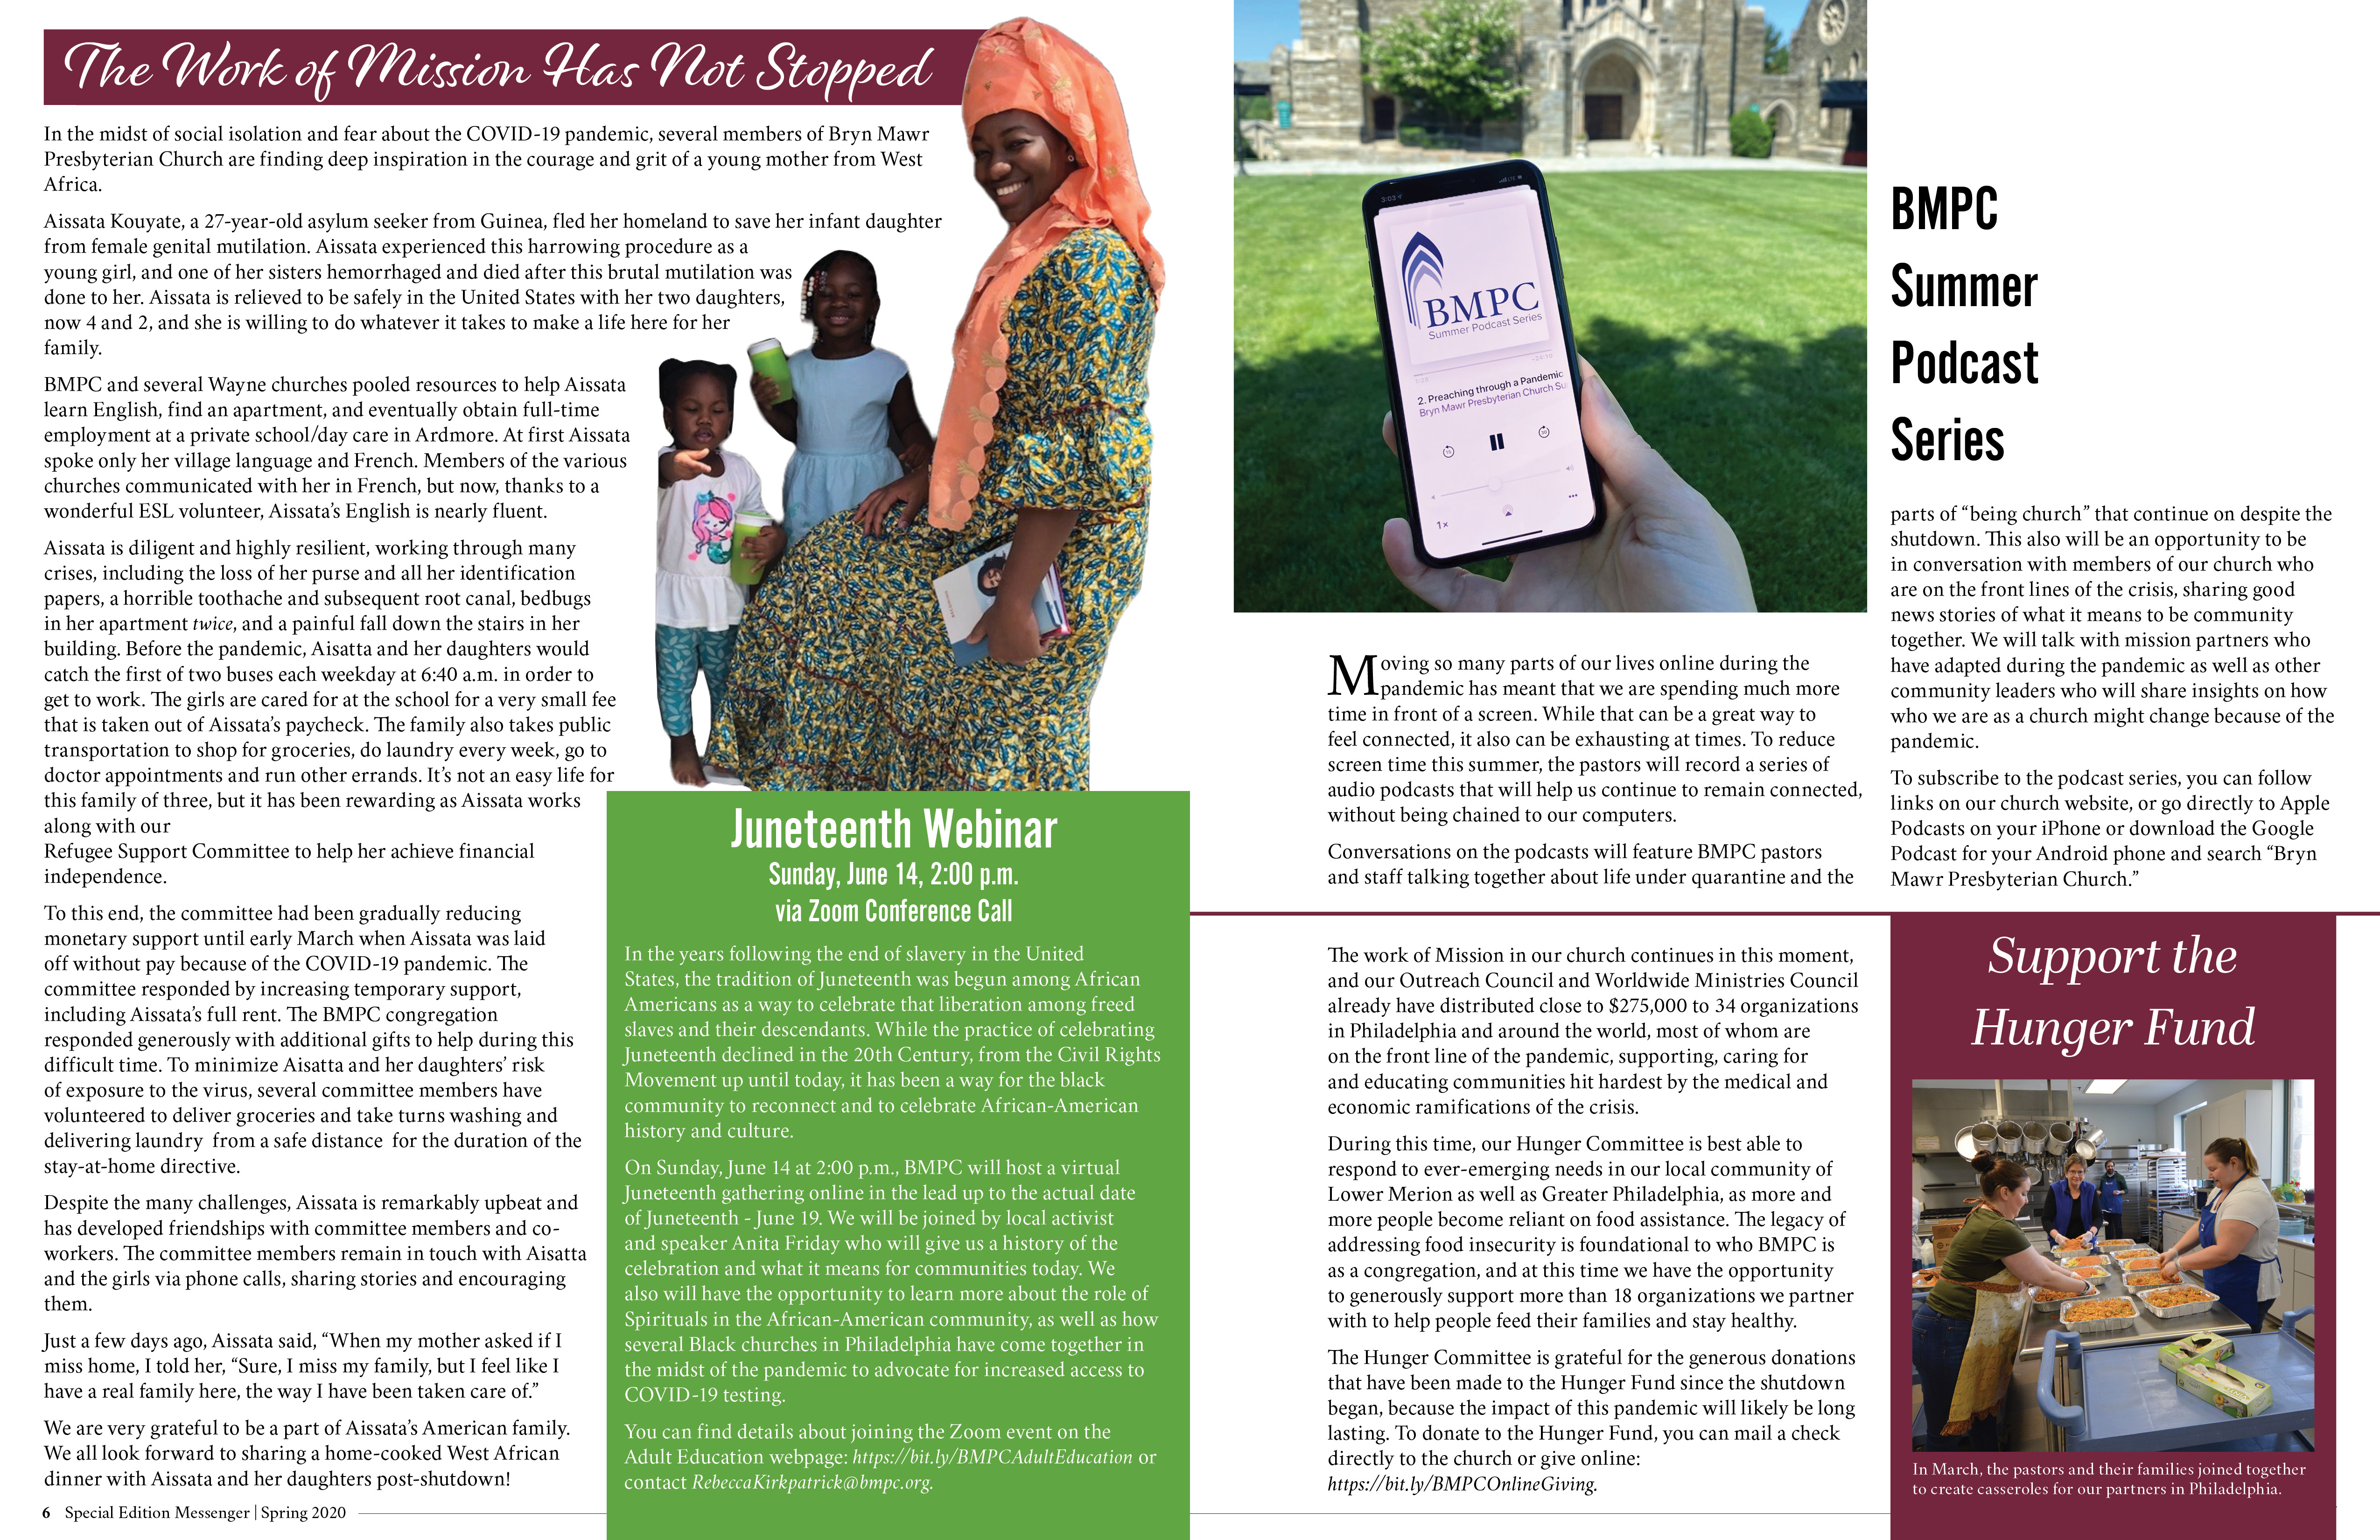 The Work of Mission Has Not Stopped
In the midst of social isolation and fear about the COVID-19 pandemic, several members of Bryn Mawr
Presbyterian Church are finding deep inspiration in the courage and grit of a young mother from West
Africa.
Aissata Kouyate, a 27-year-old asylum seeker from Guinea, fled her homeland to save her infant daughter
from female genital mutilation. Aissata experienced this harrowing procedure as a
young girl, and one of her sisters hemorrhaged and died after this brutal mutilation was
done to her. Aissata is relieved to be safely in the United States with her two daughters,
now 4 and 2, and she is willing to do whatever it takes to make a life here for her
family.
BMPC and several Wayne churches pooled resources to help Aissata
learn English, find an apartment, and eventually obtain full-time
employment at a private school/day care in Ardmore. At first Aissata
spoke only her village language and French. Members of the various
churches communicated with her in French, but now, thanks to a
wonderful ESL volunteer, Aissata's English is nearly fluent.
Aissata is diligent and highly resilient, working through many
crises, including the loss of her purse and all her identification
papers, a horrible toothache and subsequent root canal, bedbugs
in her apartment twice, and a painful fall down the stairs in her
building. Before the pandemic, Aisatta and her daughters would
catch the first of two buses each weekday at 6:40 a.m. in order to
get to work. The girls are cared for at the school for a very small fee
that is taken out of Aissata's paycheck. The family also takes public
transportation to shop for groceries, do laundry every week, go to
doctor appointments and run other errands. It's not an easy life for
this family of three, but it has been rewarding as Aissata works
along with our
Refugee Support Committee to help her achieve financial
independence.
To this end, the committee had been gradually reducing
monetary support until early March when Aissata was laid
off without pay because of the COVID-19 pandemic. The
committee responded by increasing temporary support,
including Aissata's full rent. The BMPC congregation
responded generously with additional gifts to help during this
difficult time. To minimize Aisatta and her daughters' risk
of exposure to the virus, several committee members have
volunteered to deliver groceries and take turns washing and
delivering laundry from a safe distance for the duration of the
stay-at-home directive.
Despite the many challenges, Aissata is remarkably upbeat and
has developed friendships with committee members and co-
workers. The committee members remain in touch with Aisatta
and the girls via phone calls, sharing stories and encouraging
them.
Just a few days ago, Aissata said, “When my mother asked if I
miss home, I told her, “Sure, I miss my family, but I feel like I
have a real family here, the way I have been taken care of.”
We are very grateful to be a part of Aissata's American family.
We all look forward to sharing a home-cooked West African
dinner with Aissata and her daughters post-shutdown!
6 Special Edition Messenger | Spring 2020
Juneteenth Webinar
Sunday, June 14, 2:00 p.m.
via Zoom Conference Call
In the years following the end of slavery in the United
States, the tradition of Juneteenth was begun among African
Americans as a way to celebrate that liberation among freed
slaves and their descendants. While the practice of celebrating
Juneteenth declined in the 20th Century, from the Civil Rights
Movement up until today, it has been a way for the black
community to reconnect and to celebrate African-American
history and culture.
On Sunday, June 14 at 2:00 p.m., BMPC will host a virtual
Juneteenth gathering online in the lead up to the actual date
of Juneteenth - June 19. We will be joined by local activist
and speaker Anita Friday who will give us a history of the
celebration and what it means for communities today. We
also will have the opportunity to learn more about the role of
Spirituals in the African-American community, as well as how
several Black churches in Philadelphia have come together in
the midst of the pandemic to advocate for increased access to
COVID-19 testing.
You can find details about joining the Zoom event on the
Adult Education webpage: https://bit.ly/BMPCAdultEducation or
contact RebeccaKirkpatrick@bmpc.org.
3:03
LTE
BMPC
Summer Podcast Series
2. Preaching through a Pandemic
Bryn Mawr Presbyterian Church Su
1x
BMPC
Summer
Podcast
Series
Moving so many parts of our lives online during the
pandemic has meant that we are spending much more
time in front of a screen. While that can be a great way to
feel connected, it also can be exhausting at times. To reduce
screen time this summer, the pastors will record a series of
audio podcasts that will help us continue to remain connected,
without being chained to our computers.
Conversations on the podcasts will feature BMPC pastors
and staff talking together about life under quarantine and the
parts of “being church” that continue on despite the
shutdown. This also will be an opportunity to be
in conversation with members of our church who
are on the front lines of the crisis, sharing good
news stories of what it means to be community
together. We will talk with mission partners who
have adapted during the pandemic as well as other
community leaders who will share insights on how
who we are as a church might change because of the
pandemic.
To subscribe to the podcast series, you can follow
links on our church website, or go directly to Apple
Podcasts on your iPhone or download the Google
Podcast for your Android phone and search “Bryn
Mawr Presbyterian Church.”
The work of Mission in our church continues in this moment,
and our Outreach Council and Worldwide Ministries Council
already have distributed close to $275,000 to 34 organizations
in Philadelphia and around the world, most of whom are
on the front line of the pandemic, supporting, caring for
and educating communities hit hardest by the medical and
economic ramifications of the crisis.
During this time, our Hunger Committee is best able to
respond to ever-emerging needs in our local community of
Lower Merion as well as Greater Philadelphia, as more and
more people become reliant on food assistance. The legacy of
addressing food insecurity is foundational to who BMPC is
as a congregation, and at this time we have the opportunity
to generously support more than 18 organizations we partner
with to help people feed their families and stay healthy.
The Hunger Committee is grateful for the generous donations
that have been made to the Hunger Fund since the shutdown
began, because the impact of this pandemic will likely be long
lasting. To donate to the Hunger Fund, you can mail a check
directly to the church or give online:
https://bit.ly/BMPCOnlineGiving.
Support the
Hunger Fund
In March, the pastors and their families joined together
to create casseroles for our partners in Philadelphia.